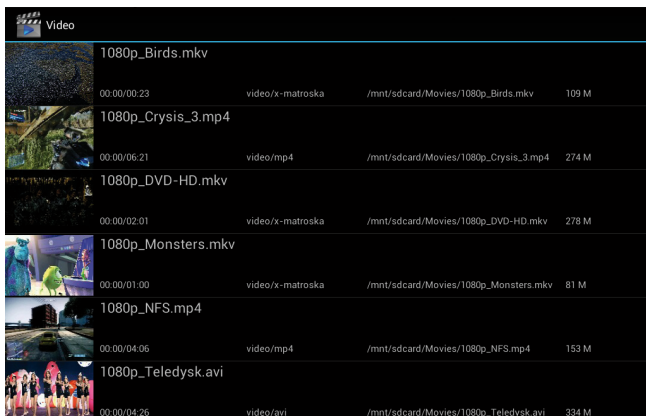 Video
1080p_Birds.mkv
00:00/00:23 video/x-matroska /mnt/sdcard/Movies/1080p_Birds.mkv 109 M
1080p_Crysis_3.mp4
00:00/06:21 video/mp4 /mnt/sdcard/Movies/1080p_Crysis_3.mp4 274 M
1080p_DVD-HD.mkv
00:00/02:01 video/x-matroska /mnt/sdcard/Movies/1080p_DVD-HD.mkv 278 M
1080p_Monsters.mkv
00:00/01:00 video/x-matroska /mnt/sdcard/Movies/1080p_Monsters.mkv 81 M
1080p_NFS.mp4
00:00/04:06 video/mp4 /mnt/sdcard/Movies/1080p_NFS.mp4 153 M
1080p_Teledysk.avi
00:00/04:26 video/avi /mnt/sdcard/Movies/1080p_Teledysk.avi 334 M